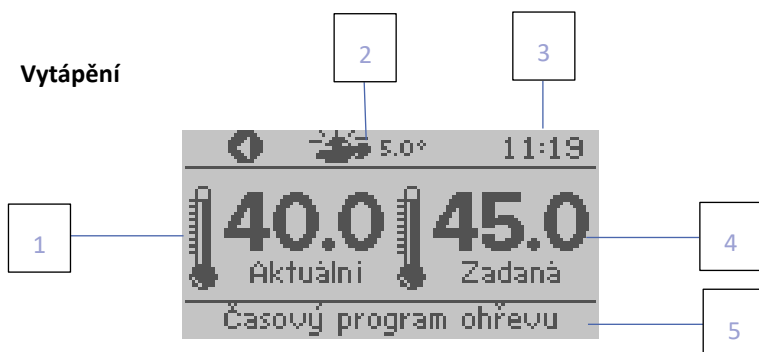 2
3
Vytápění
5.0° 11:19
1
40.0 45.0
4
Aktuální Zadaná
Časový program ohřevu
5